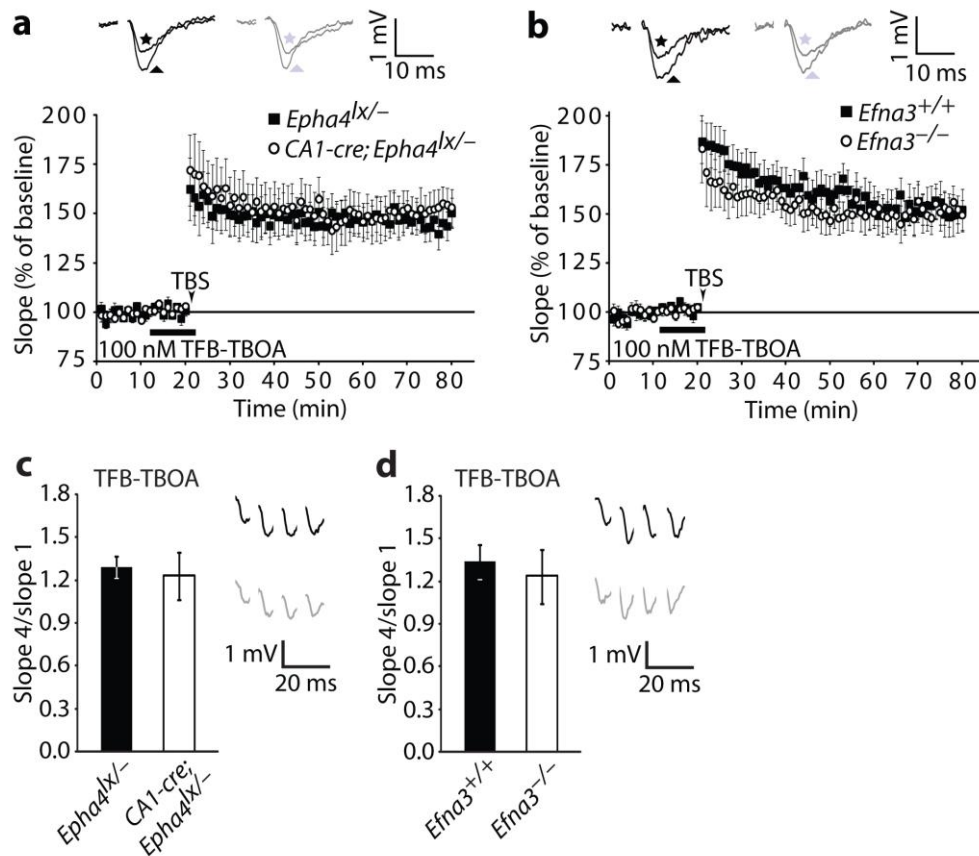 a
1 mV
10 ms
Slope (% of baseline)
200
175
150
125
100
75
Epha4lx/–
CA1-cre; Epha4lx/–
TBS
100 nM TFB-TBOA
0 10 20 30 40 50 60 70 80
Time (min)
b
1 mV
10 ms
Slope (% of baseline)
200
175
150
125
100
75
Efna3+/+
Efna3–/–
TBS
100 nM TFB-TBOA
0 10 20 30 40 50 60 70 80
Time (min)
c
TFB-TBOA
Slope 4/slope 1
1.8
1.5
1.2
0.9
0.6
0.3
0.0
Epha4lx/–
CA1-cre;
Epha4lx/–
1 mV
20 ms
d
TFB-TBOA
Slope 4/slope 1
1.8
1.5
1.2
0.9
0.6
0.3
0.0
Efna3+/+
Efna3–/–
1 mV
20 ms